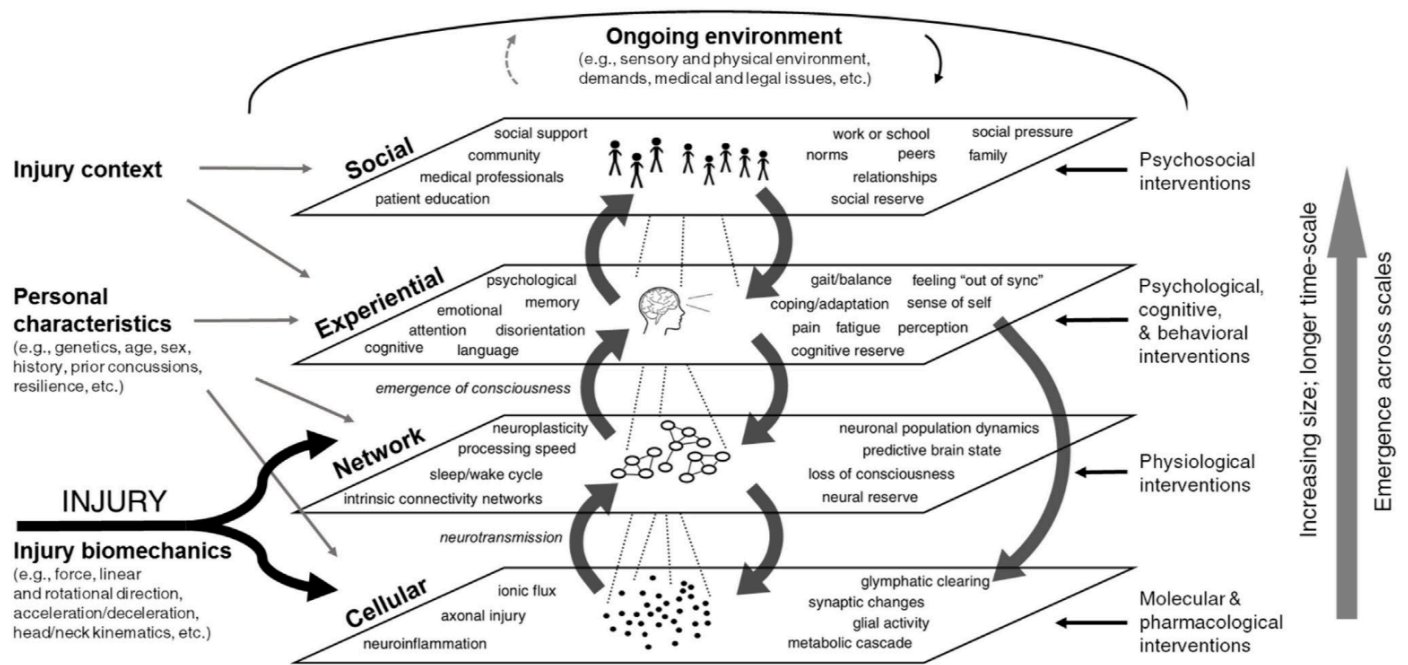 Ongoing environment
(e.g., sensory and physical environment,
demands, medical and legal issues, etc.)
Injury context
Social
social support
community
medical professionals
patient education
work or school
social pressure
norms
peers
family
relationships
social reserve
Psychosocial
interventions
Personal
characteristics
(e.g., genetics, age, sex,
history, prior concussions,
resilience, etc.)
Experiential
psychological
memory
emotional
attention
disorientation
cognitive
language
gait/balance
feeling “out of sync”
coping/adaptation
sense of self
pain
fatigue
perception
cognitive reserve
Psychological,
cognitive,
& behavioral
interventions
emergence of consciousness
Network
neuroplasticity
processing speed
sleep/wake cycle
intrinsic connectivity networks
neuronal population dynamics
predictive brain state
loss of consciousness
neural reserve
Physiological
interventions
INJURY
Injury biomechanics
(e.g., force, linear
and rotational direction,
acceleration/deceleration,
head/neck kinematics, etc.)
neurotransmission
Cellular
ionic flux
axonal injury
neuroinflammation
glymphatic clearing
synaptic changes
glial activity
metabolic cascade
Molecular &
pharmacological
interventions
Increasing size; longer time-scale
Emergence across scales